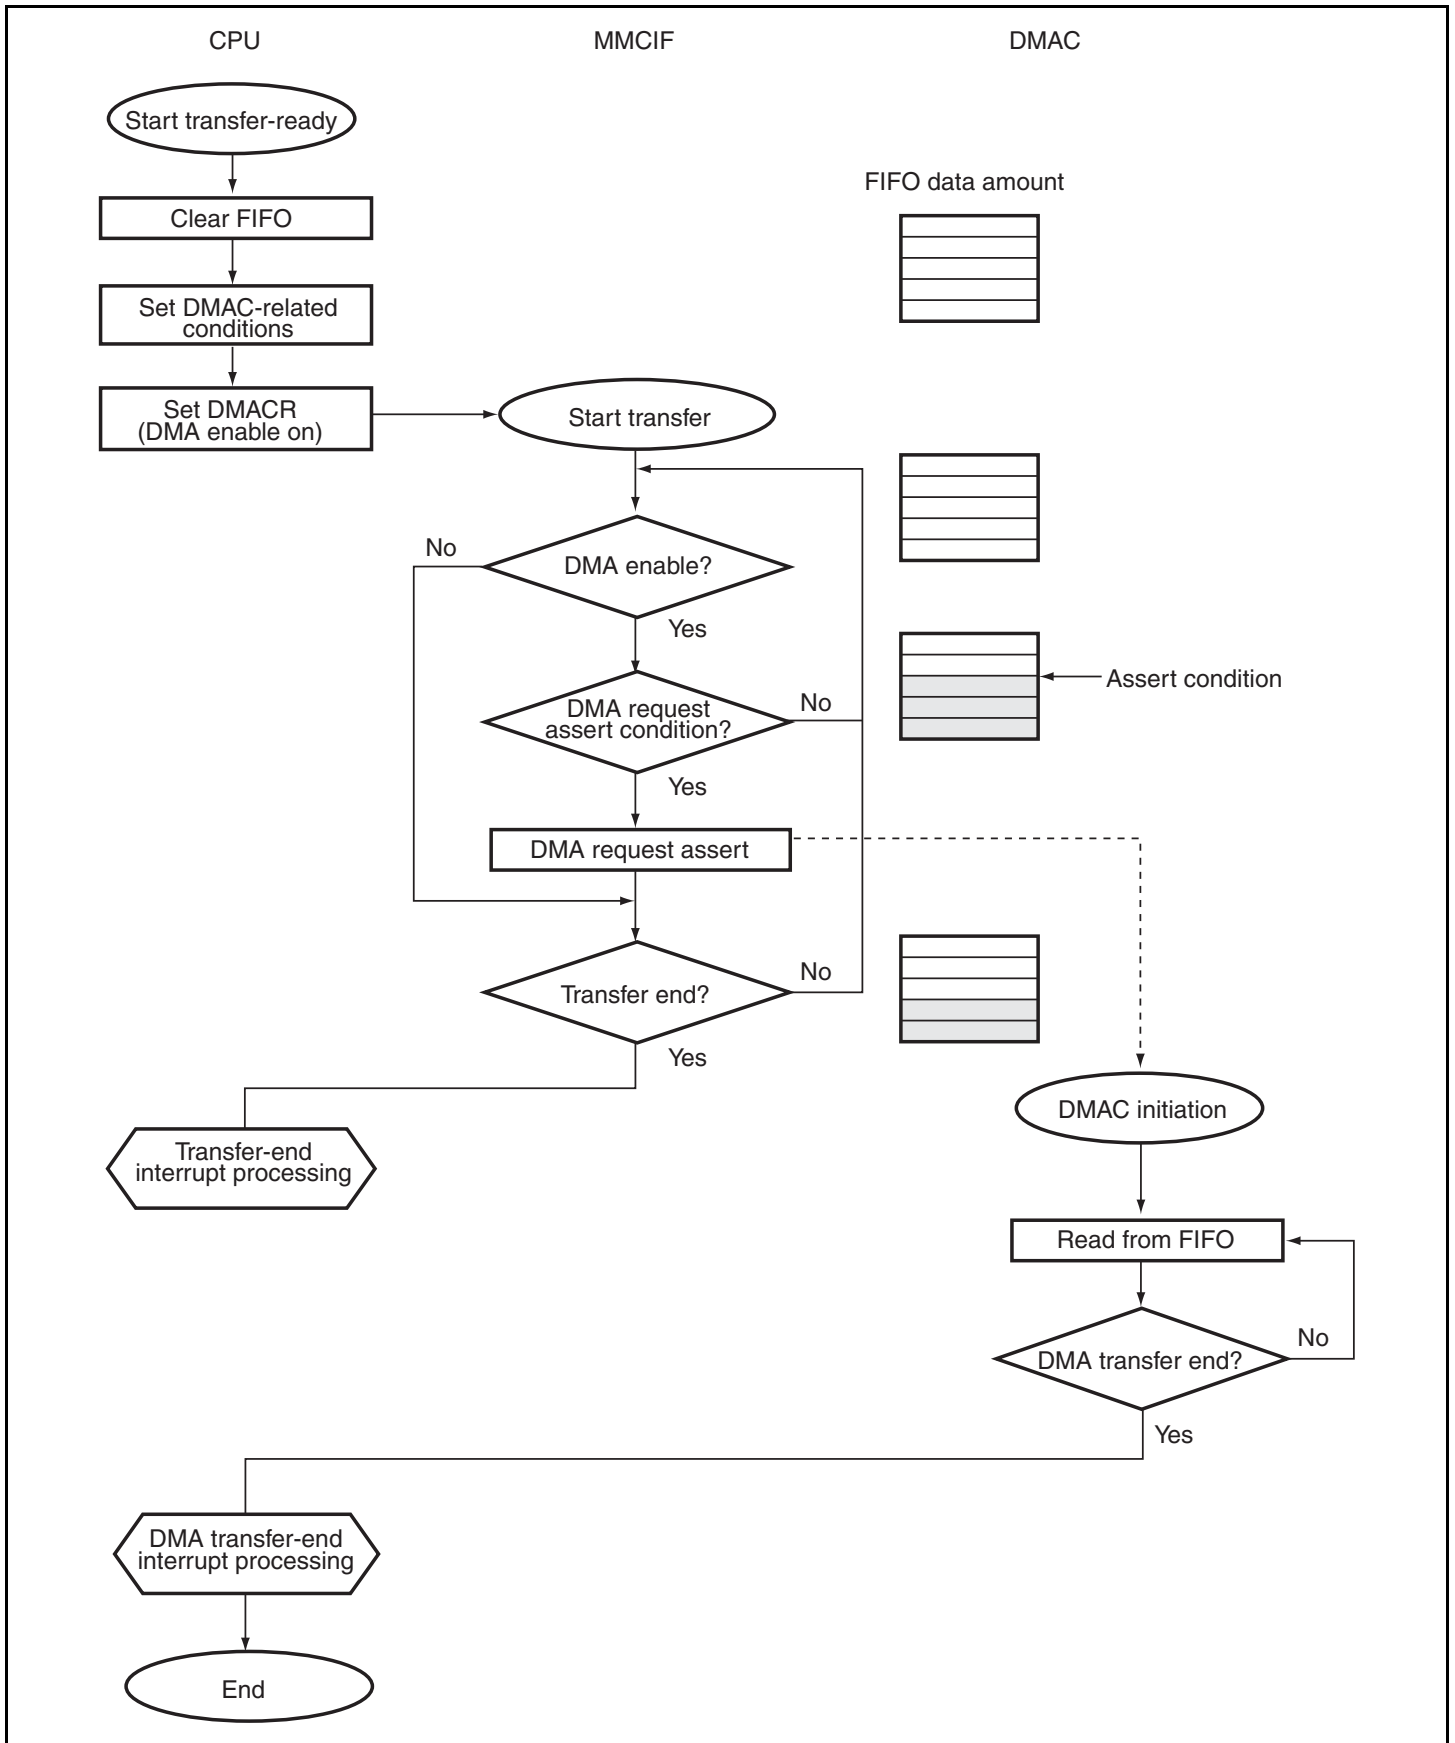 CPU
MMCIF
DMAC
Start transfer-ready
FIFO data amount
Clear FIFO
Set DMAC-related
conditions
Set DMACR
(DMA enable on)
Start transfer
No
DMA enable?
Yes
Assert condition
DMA request
assert condition?
No
Yes
DMA request assert
No
Transfer end?
Yes
DMAC initiation
Transfer-end
interrupt processing
Read from FIFO
No
DMA transfer end?
Yes
DMA transfer-end
interrupt processing
End